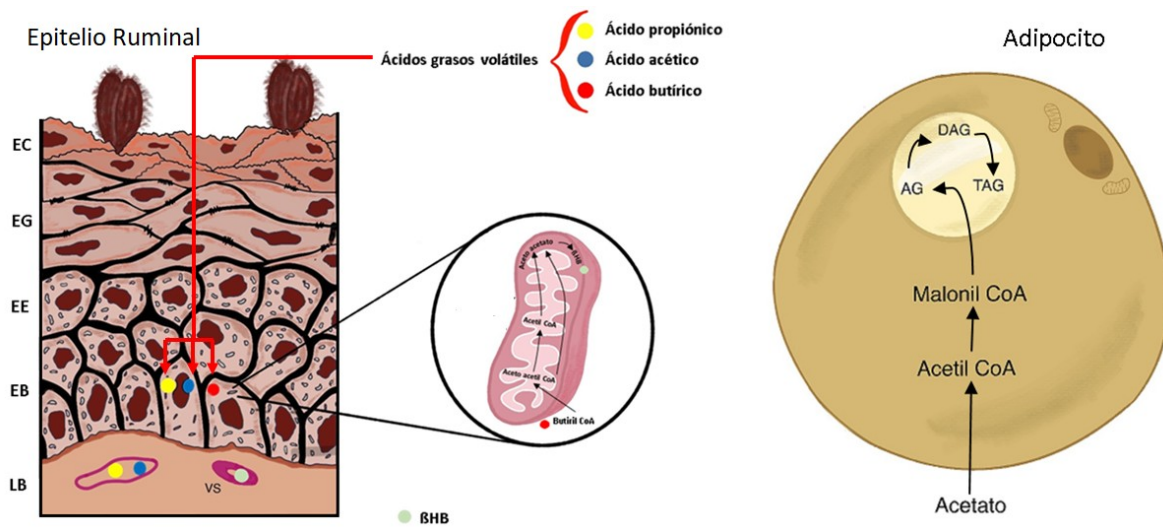 Epitelio Ruminal
Ácidos grasos volátiles
Ácido propiónico
Ácido acético
Ácido butírico
EC
EG
EE
EB
LB
VS
Aceto acetato
ßHB
Acetil CoA
Aceto acetil CoA
Butiril CoA
ßHB
Adipocito
DAG
AG
TAG
Malonil CoA
Acetil CoA
Acetato